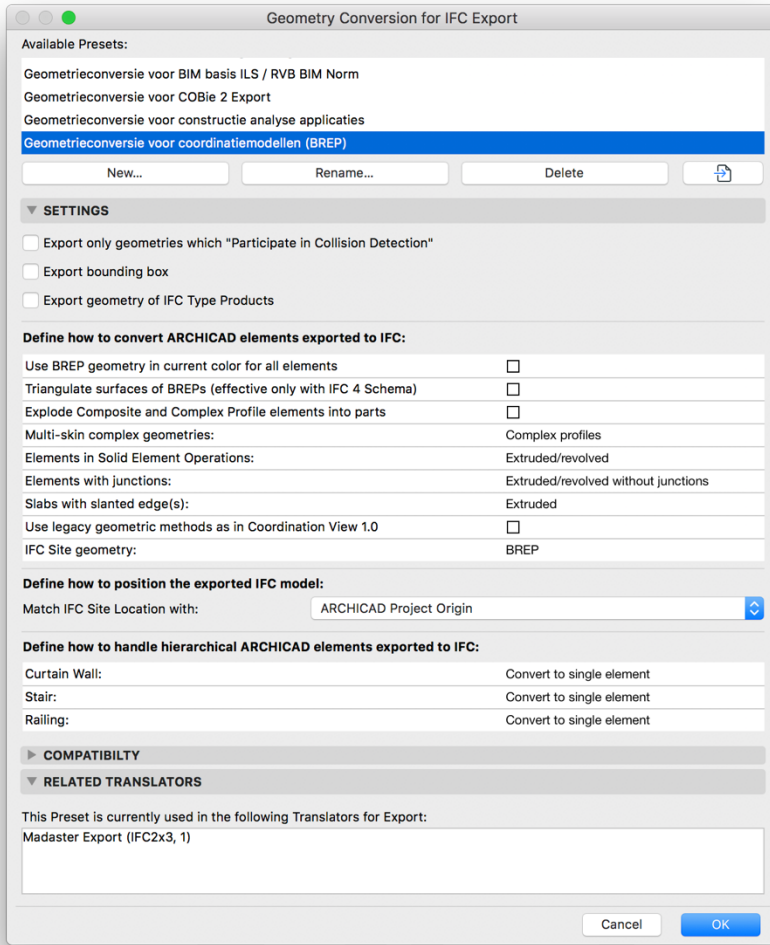 Geometry Conversion for IFC Export
Available Presets:
Geometrieconversie voor BIM basis ILS / RVB BIM Norm
Geometrieconversie voor COBie 2 Export
Geometrieconversie voor constructie analyse applicaties
Geometrieconversie voor coordinatiemodellen (BREP)
New... Rename... Delete
SETTINGS
Export only geometries which "Participate in Collision Detection"
Export bounding box
Export geometry of IFC Type Products
Define how to convert ARCHICAD elements exported to IFC:
Use BREP geometry in current color for all elements
Triangulate surfaces of BREPs (effective only with IFC 4 Schema)
Explode Composite and Complex Profile elements into parts
Multi-skin complex geometries: Complex profiles
Elements in Solid Element Operations: Extruded/revolved
Elements with junctions: Extruded/revolved without junctions
Slabs with slanted edge(s): Extruded
Use legacy geometric methods as in Coordination View 1.0
IFC Site geometry: BREP
Define how to position the exported IFC model:
Match IFC Site Location with: ARCHICAD Project Origin
Define how to handle hierarchical ARCHICAD elements exported to IFC:
Curtain Wall: Convert to single element
Stair: Convert to single element
Railing: Convert to single element
COMPATIBILTY
RELATED TRANSLATORS
This Preset is currently used in the following Translators for Export:
Madaster Export (IFC2x3, 1)
Cancel OK